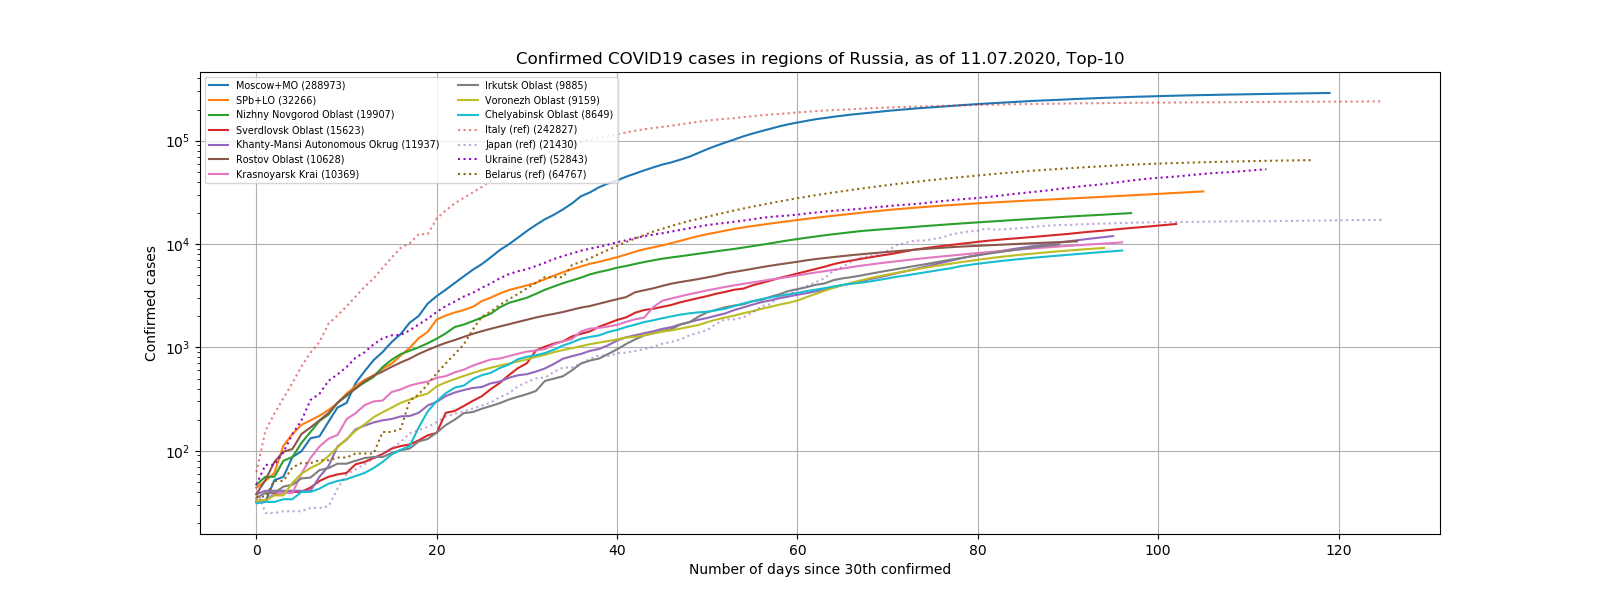 Confirmed COVID19 cases in regions of Russia, as of 11.07.2020, Top-10
Moscow+MO (288973)
SPb+LO (32266)
Nizhny Novgorod Oblast (19907)
Sverdlovsk Oblast (15623)
Khanty-Mansi Autonomous Okrug (11937)
Rostov Oblast (10628)
Krasnoyarsk Krai (10369)
Irkutsk Oblast (9885)
Voronezh Oblast (9159)
Chelyabinsk Oblast (8649)
Italy (ref) (242827)
Japan (ref) (21430)
Ukraine (ref) (52843)
Belarus (ref) (64767)
Confirmed cases
10⁵
10⁴
10³
10²
0 20 40 60 80 100 120
Number of days since 30th confirmed